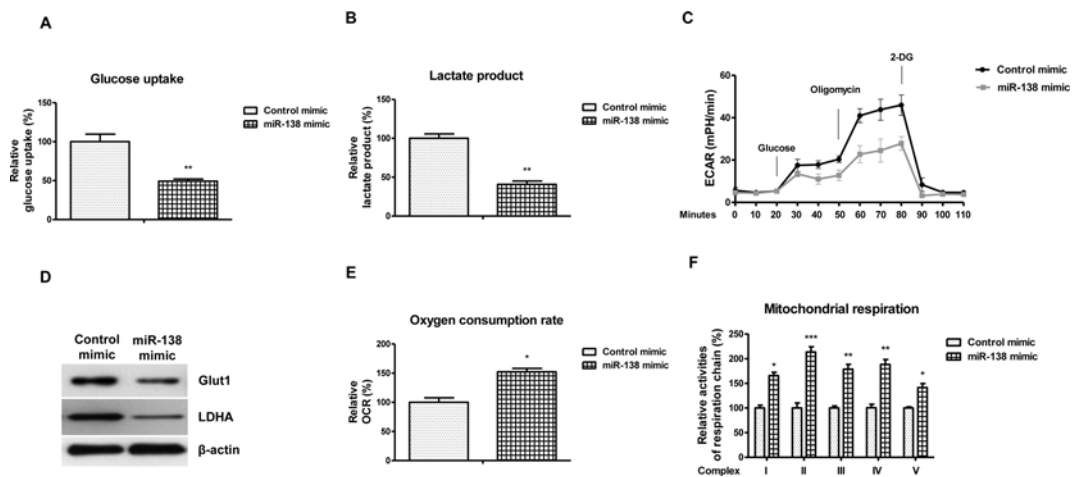 A
Glucose uptake
Relative
glucose uptake (%)
150
100
50
0
**
Control mimic
miR-138 mimic
B
Lactate product
Relative
lactate product (%)
150
100
50
0
**
Control mimic
miR-138 mimic
C
ECAR (mPH/min)
60
40
20
0
Glucose
Oligomycin
2-DG
Control mimic
miR-138 mimic
Minutes 0 10 20 30 40 50 60 70 80 90 100 110
D
Control mimic
miR-138 mimic
Glut1
LDHA
β-actin
E
Oxygen consumption rate
Relative
OCR (%)
200
150
100
50
0
*
Control mimic
miR-138 mimic
F
Mitochondrial respiration
Relative activities
of respiration chain (%)
250
200
150
100
50
0
* *** ** ** *
Control mimic
miR-138 mimic
Complex I II III IV V